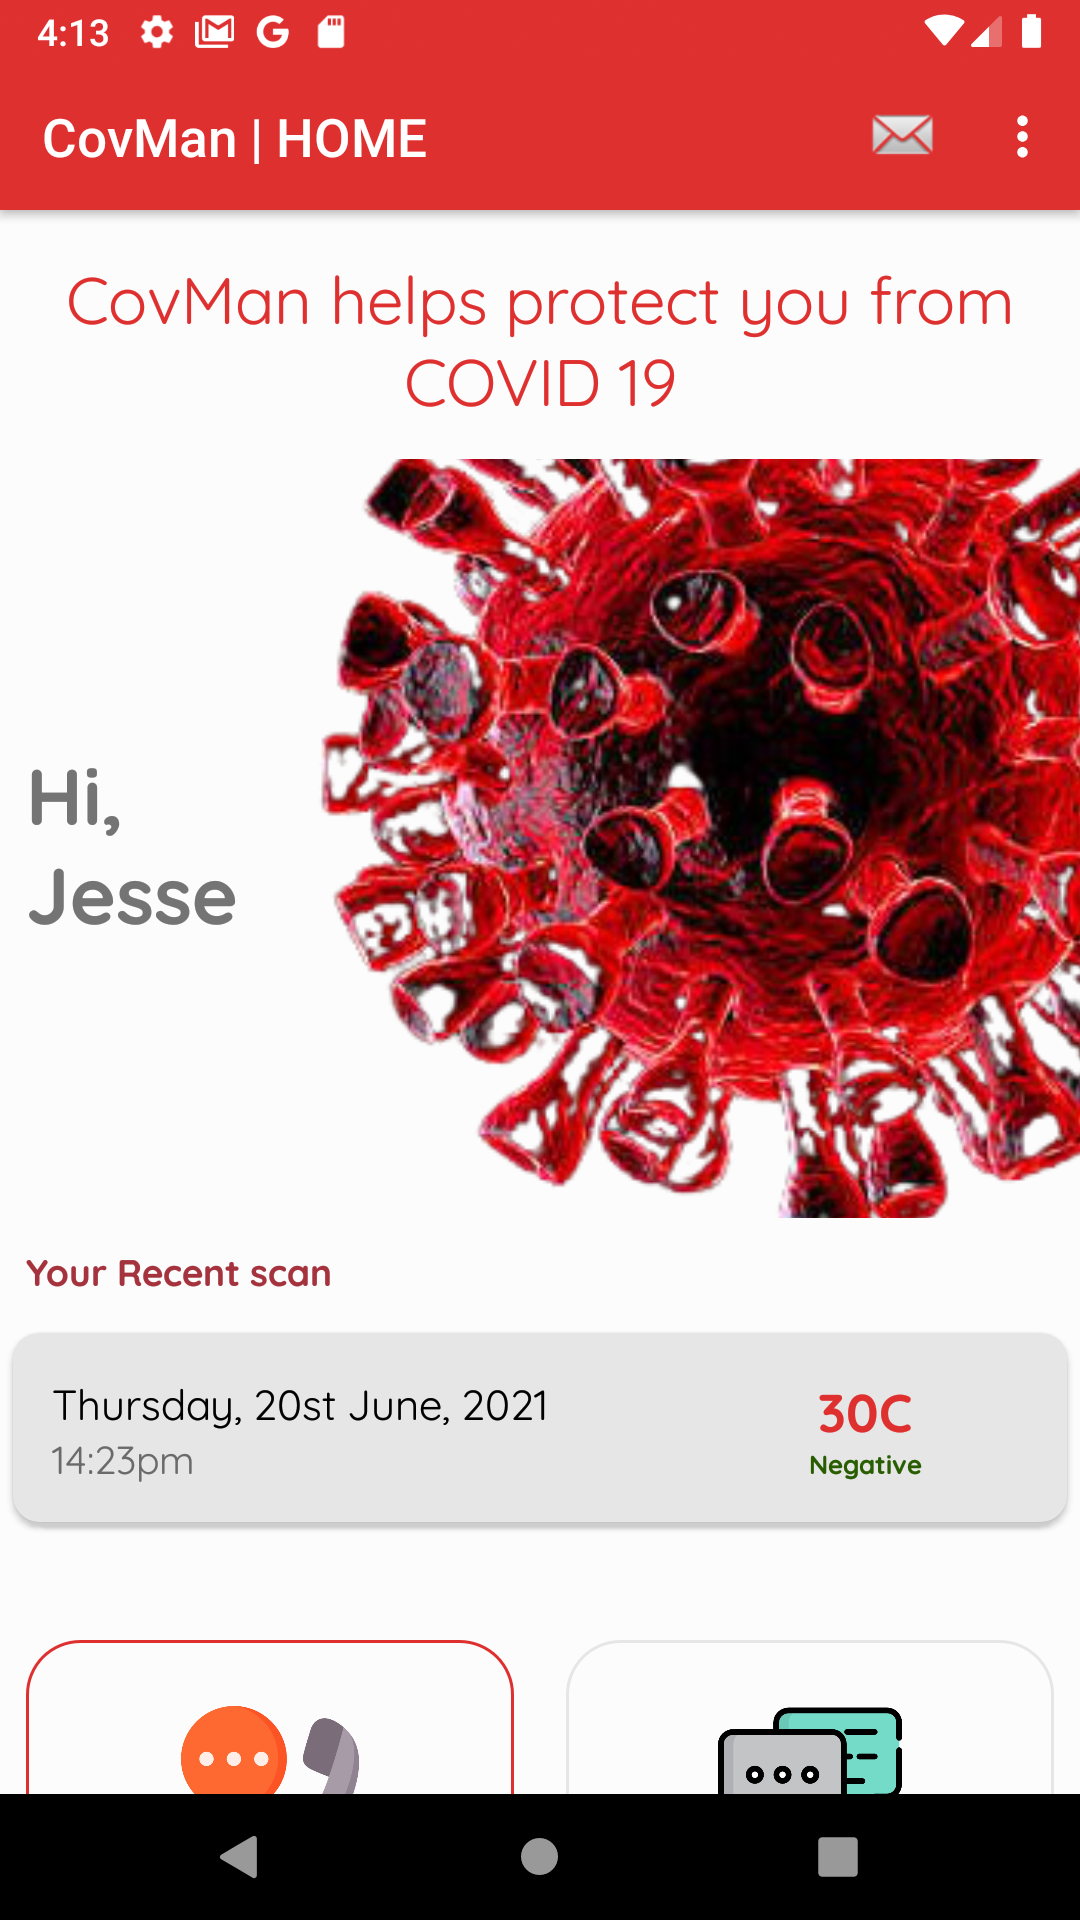 4:13
CovMan | HOME
CovMan helps protect you from
COVID 19
Hi,
Jesse
Your Recent scan
Thursday, 20st June, 2021
30C
14:23pm
Negative